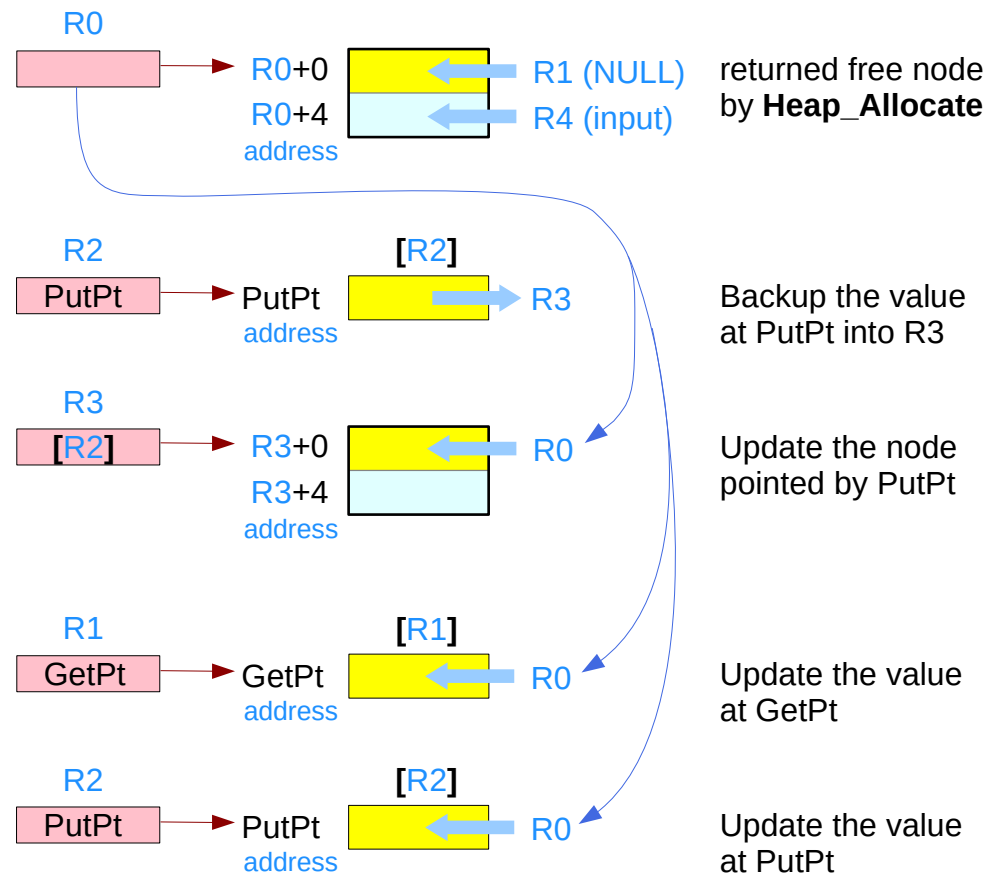 R0
R0+0
R1 (NULL)
returned free node
R0+4
R4 (input)
by Heap_Allocate
address
R2
[R2]
PutPt
PutPt
R3
Backup the value
address
at PutPt into R3
R3
[R2]
R3+0
R0
Update the node
R3+4
pointed by PutPt
address
R1
[R1]
GetPt
GetPt
R0
Update the value
address
at GetPt
R2
[R2]
PutPt
PutPt
R0
Update the value
address
at PutPt